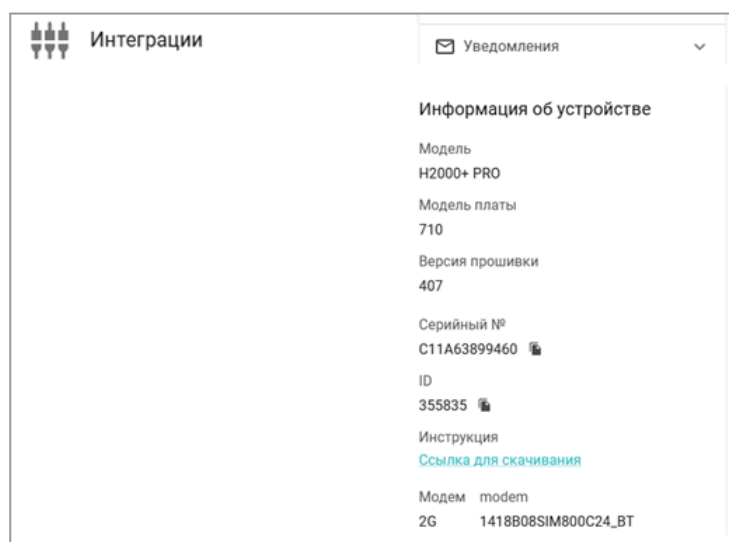 Интеграции
Уведомления
Информация об устройстве
Модель
H2000+ PRO
Модель платы
710
Версия прошивки
407
Серийный №
C11A63899460
ID
355835
Инструкция
Ссылка для скачивания
Модем modem
2G 1418B08SIM800C24_BT